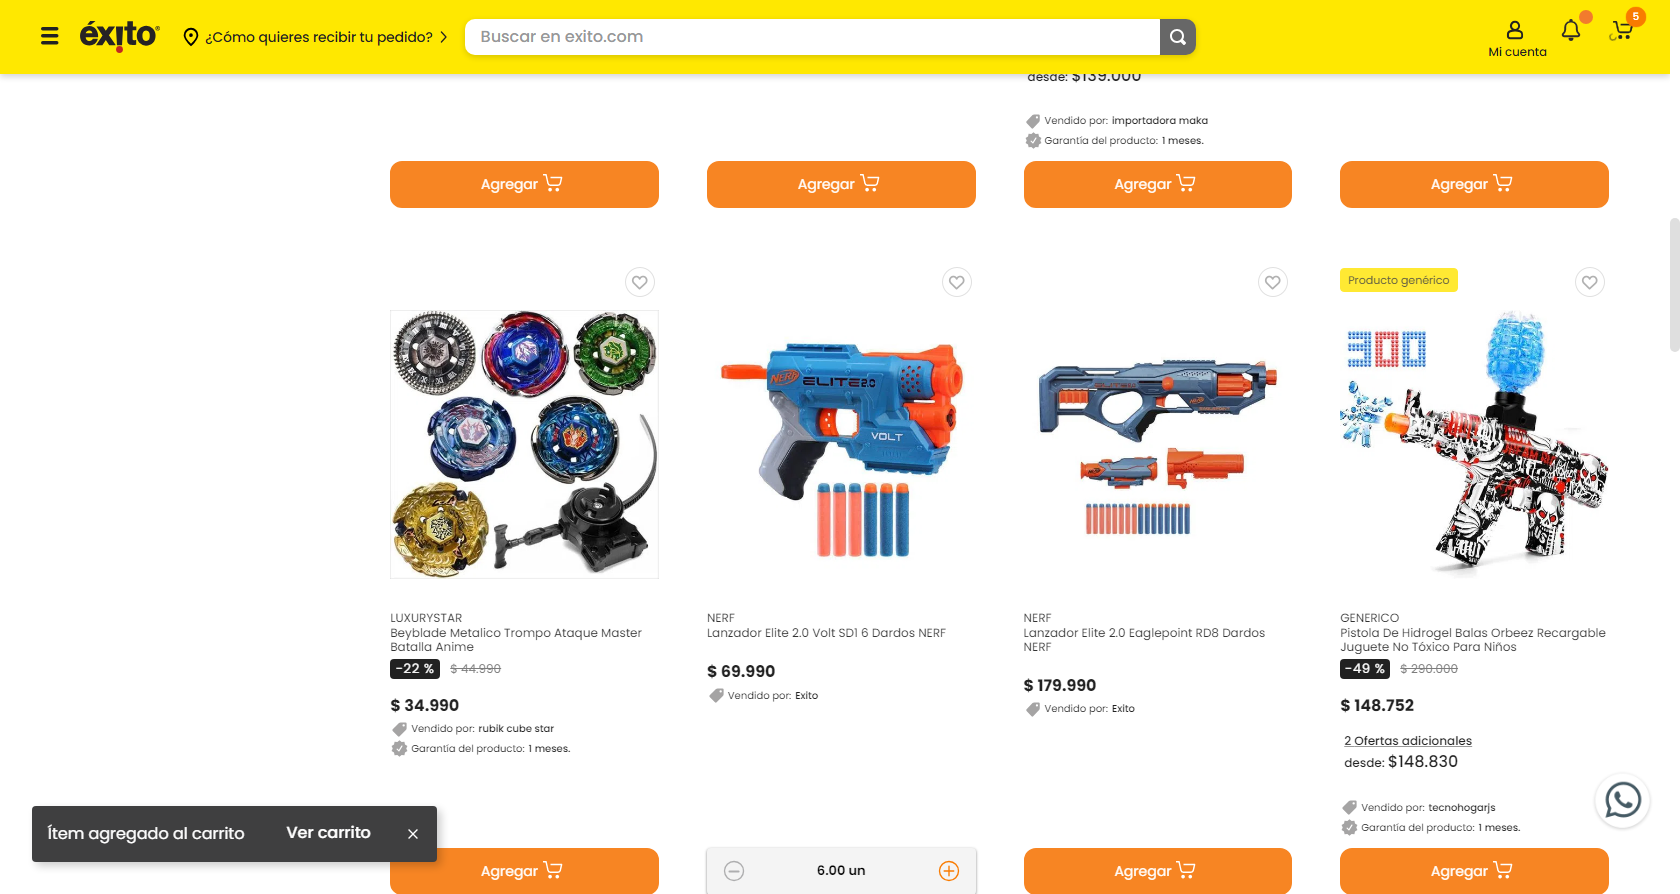 éxito
¿Cómo quieres recibir tu pedido?
Buscar en exito.com
Mi cuenta
5
desde: $139.000
Vendido por: importadora maka
Garantía del producto: 1 meses.
Agregar
Agregar
Agregar
Agregar
Producto genérico
NERF ELITE 2.0
VOLT
300
LUXURYSTAR
Beyblade Metalico Trompo Ataque Master
Batalla Anime
-22 % $ 44.990
$ 34.990
Vendido por: rubik cube star
Garantía del producto: 1 meses.
NERF
Lanzador Elite 2.0 Volt SD1 6 Dardos NERF
$ 69.990
Vendido por: Exito
NERF
Lanzador Elite 2.0 Eaglepoint RD8 Dardos
NERF
$ 179.990
Vendido por: Exito
GENERICO
Pistola De Hidrogel Balas Orbeez Recargable
Juguete No Tóxico Para Niños
-49 % $ 290.000
$ 148.752
2 Ofertas adicionales
desde: $148.830
Vendido por: tecnohogarjs
Garantía del producto: 1 meses.
Ítem agregado al carrito Ver carrito
Agregar
6.00 un
Agregar
Agregar